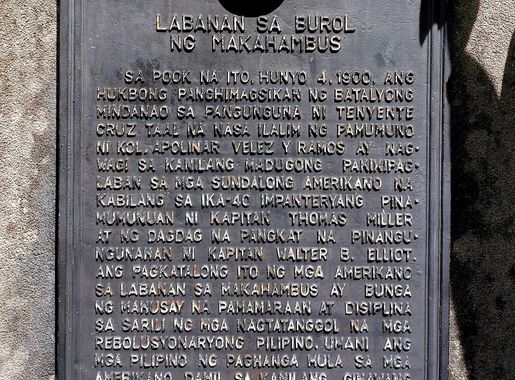 LABANAN SA BUROL
NG MAKAHAMBUS
SA POOK NA ITO, HUNYO 4, 1900, ANG
HUKBONG PANGHIMAGSIKAN NG BATALYONG
MINDANAO SA PANGUNGUNA NI TENYENTE
CRUZ TAAL NA NASA ILALIM NG PAMUMUNO
NI KOL. APOLINAR VELEZ Y RAMOS AY NAG-
WAGI SA KANILANG MADUGONG PAKIKIPAG-
LABAN SA MGA SUNDALONG AMERIKANO NA
KABILANG SA IKA-40 IMPANTERYANG PINA-
MUMUNUAN NI KAPITAN THOMAS MILLER
AT NG DAGDAG NA PANGKAT NA PINANGU-
NGUNAHAN NI KAPITAN WALTER B. ELLIOT.
ANG PAGKATALONG ITO NG MGA AMERIKANO
SA LABANAN SA MAKAHAMBUS AY BUNGA
NG MAHUSAY NA PAMAMARAAN AT DISIPLINA
SA SARILI NG MGA NAGTATANGGOL NA MGA
REBOLUSYONARYONG PILIPINO. UMANI ANG
MGA PILIPINO NG PAGHANGA MULA SA MGA
AMERIKANO DAHIL SA KANILANG GINAWANG